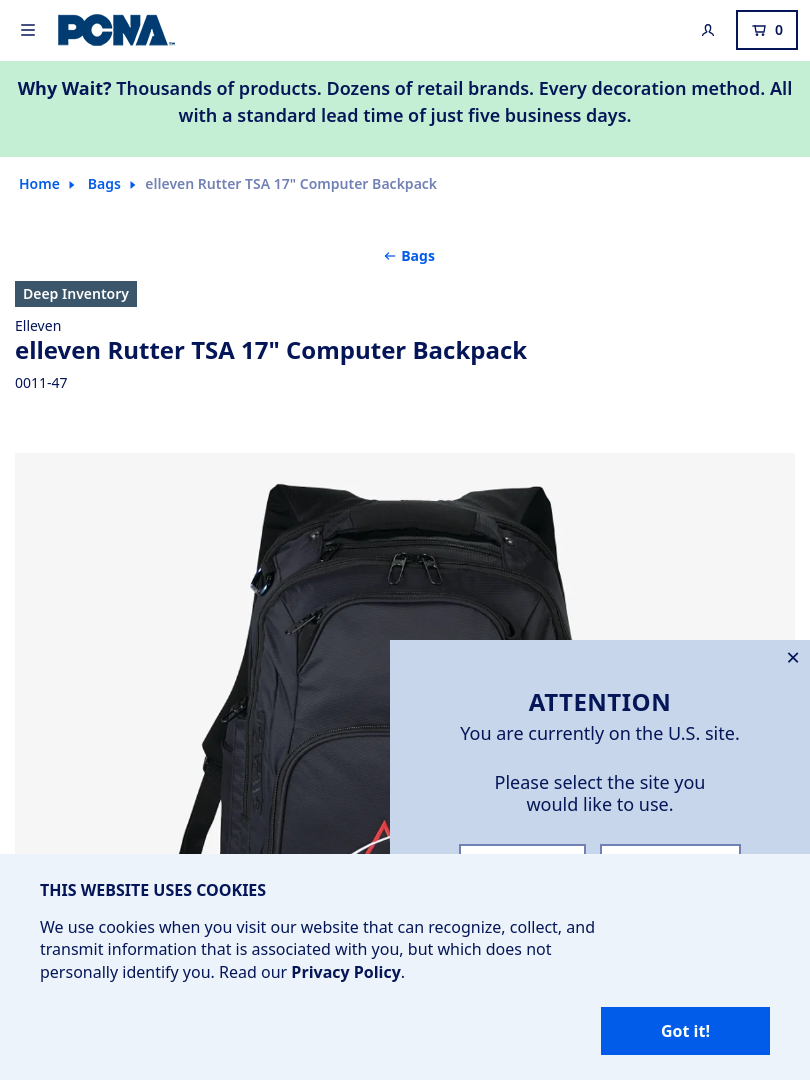 PCNA
0
Why Wait? Thousands of products. Dozens of retail brands. Every decoration method. All
with a standard lead time of just five business days.
Home
Bags
elleven Rutter TSA 17" Computer Backpack
← Bags
Deep Inventory
Elleven
elleven Rutter TSA 17" Computer Backpack
0011-47
ATTENTION
You are currently on the U.S. site.
Please select the site you
would like to use.
THIS WEBSITE USES COOKIES
We use cookies when you visit our website that can recognize, collect, and
transmit information that is associated with you, but which does not
personally identify you. Read our Privacy Policy.
Got it!